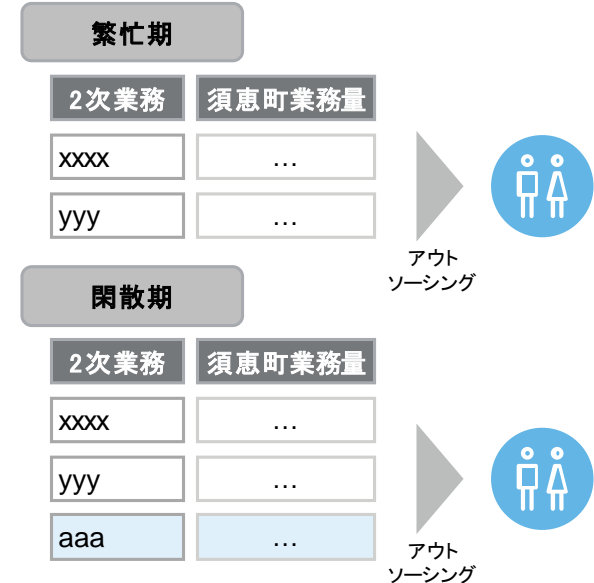 繁忙期
2次業務 須恵町業務量
xxxx …
yyy …
アウト
ソーシング
閑散期
2次業務 須恵町業務量
xxxx …
yyy …
aaa …
アウト
ソーシング